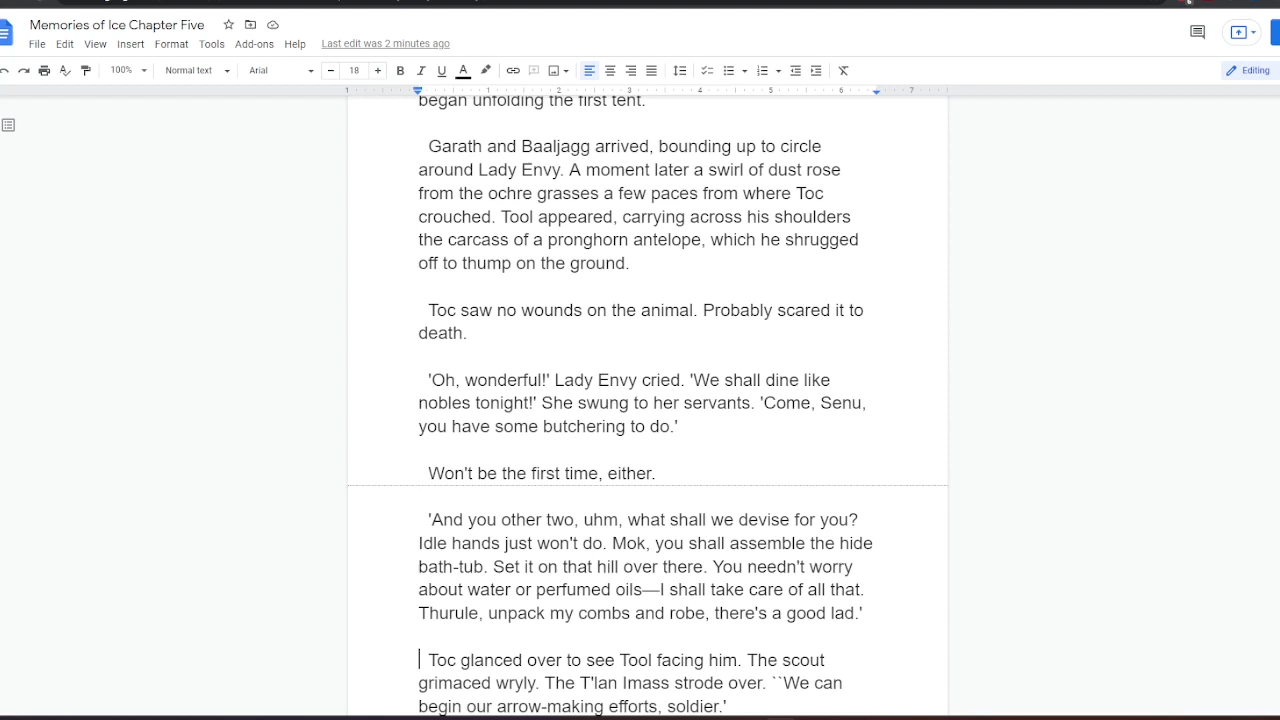 Memories of Ice Chapter Five
File Edit View Insert Format Tools Add-ons Help Last edit was 2 minutes ago
100% Normal text Arial 18 B I U A Editing
1 1 2 3 4 5 6 7
began unfolding the first tent.
Garath and Baaljagg arrived, bounding up to circle
around Lady Envy. A moment later a swirl of dust rose
from the ochre grasses a few paces from where Toc
crouched. Tool appeared, carrying across his shoulders
the carcass of a pronghorn antelope, which he shrugged
off to thump on the ground.
Toc saw no wounds on the animal. Probably scared it to
death.
'Oh, wonderful!' Lady Envy cried. 'We shall dine like
nobles tonight!' She swung to her servants. 'Come, Senu,
you have some butchering to do.'
Won't be the first time, either.
'And you other two, uhm, what shall we devise for you?
Idle hands just won't do. Mok, you shall assemble the hide
bath-tub. Set it on that hill over there. You needn't worry
about water or perfumed oils—I shall take care of all that.
Thurule, unpack my combs and robe, there's a good lad.'
Toc glanced over to see Tool facing him. The scout
grimaced wryly. The T'lan Imass strode over. ``We can
begin our arrow-making efforts, soldier.'